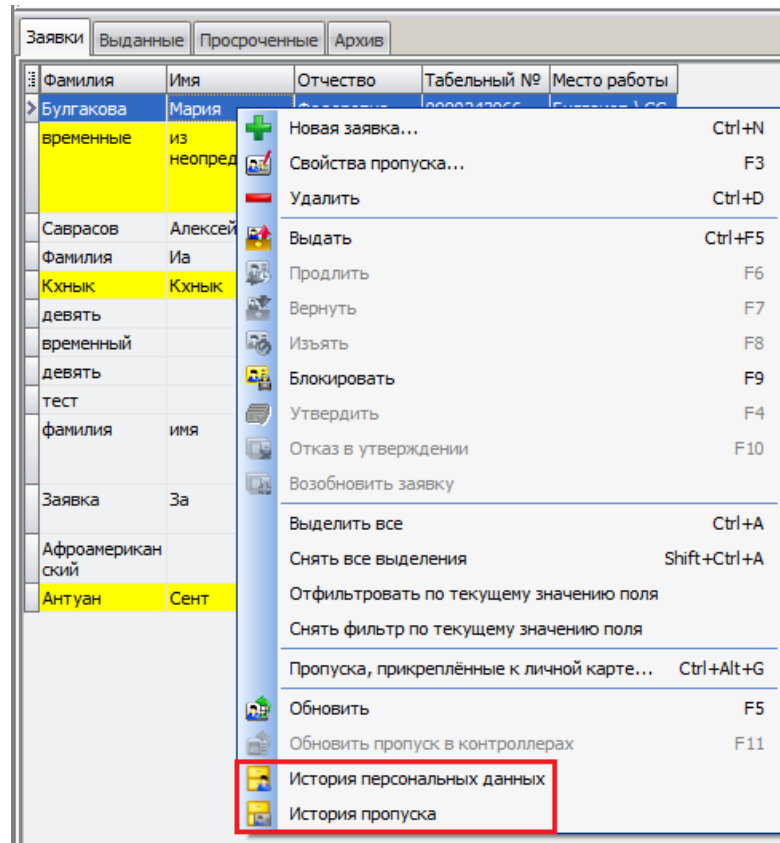 Заявки Выданные Просроченные Архив
Фамилия Имя Отчество Табельный № Место работы
Булгакова Мария
временные из
неопред
Саврасов Алексей
Фамилия Иа
Кхнык Кхнык
девять
временный
девять
тест
фамилия имя
Заявка За
Афроамерикан
ский
Антуан Сент
Новая заявка... Ctrl+N
Свойства пропуска... F3
Удалить Ctrl+D
Выдать Ctrl+F5
Продлить F6
Вернуть F7
Изъять F8
Блокировать F9
Утвердить F4
Отказ в утверждении F10
Возобновить заявку
Выделить все Ctrl+A
Снять все выделения Shift+Ctrl+A
Отфильтровать по текущему значению поля
Снять фильтр по текущему значению поля
Пропуска, прикреплённые к личной карте... Ctrl+Alt+G
Обновить F5
Обновить пропуск в контроллерах F11
История персональных данных
История пропуска